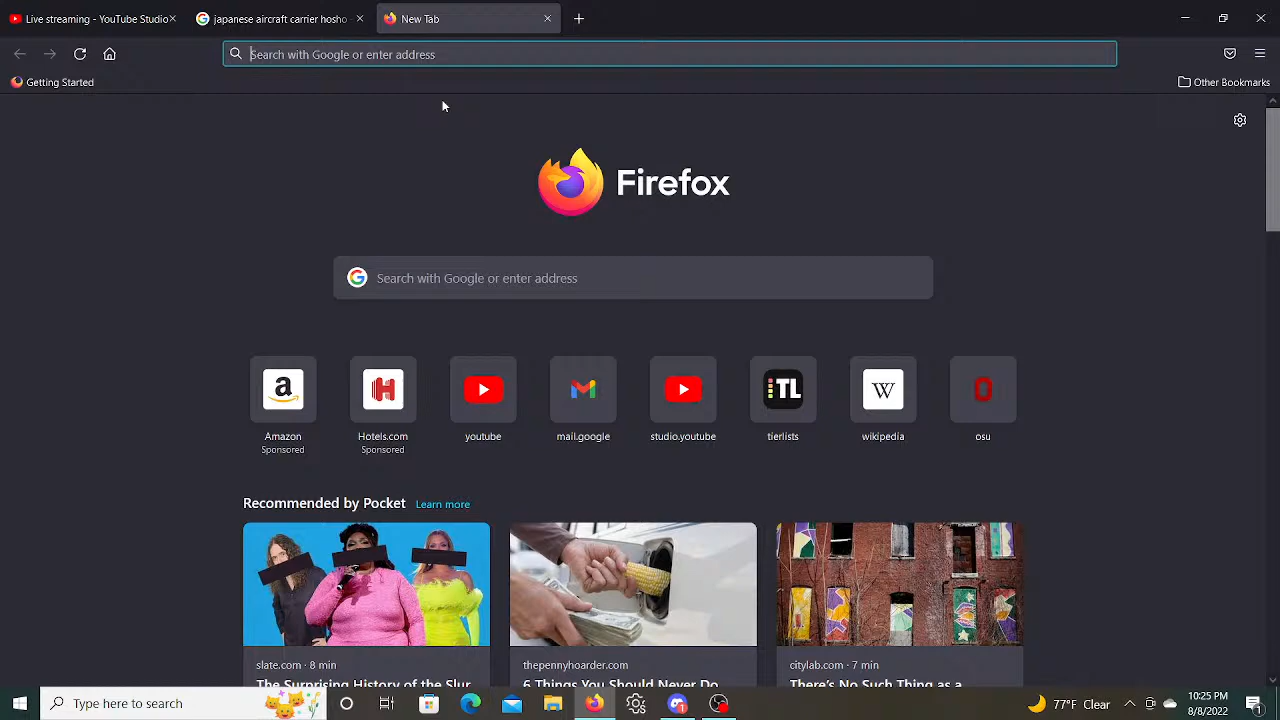 Live streaming - YouTube Studio
japanese aircraft carrier hosho
New Tab
Search with Google or enter address
Getting Started
Other Bookmarks
Firefox
Search with Google or enter address
a
H
TL
W
O
Amazon
Sponsored
Hotels.com
Sponsored
youtube
mail.google
studio.youtube
tierlists
wikipedia
osu
Recommended by Pocket
Learn more
slate.com · 8 min
The Surprising History of the Slur
thepennyhoarder.com
6 Things You Should Never Do
citylab.com · 7 min
There's No Such Thing as a
Type here to search
77°F Clear
10:25 PM
8/8/2022